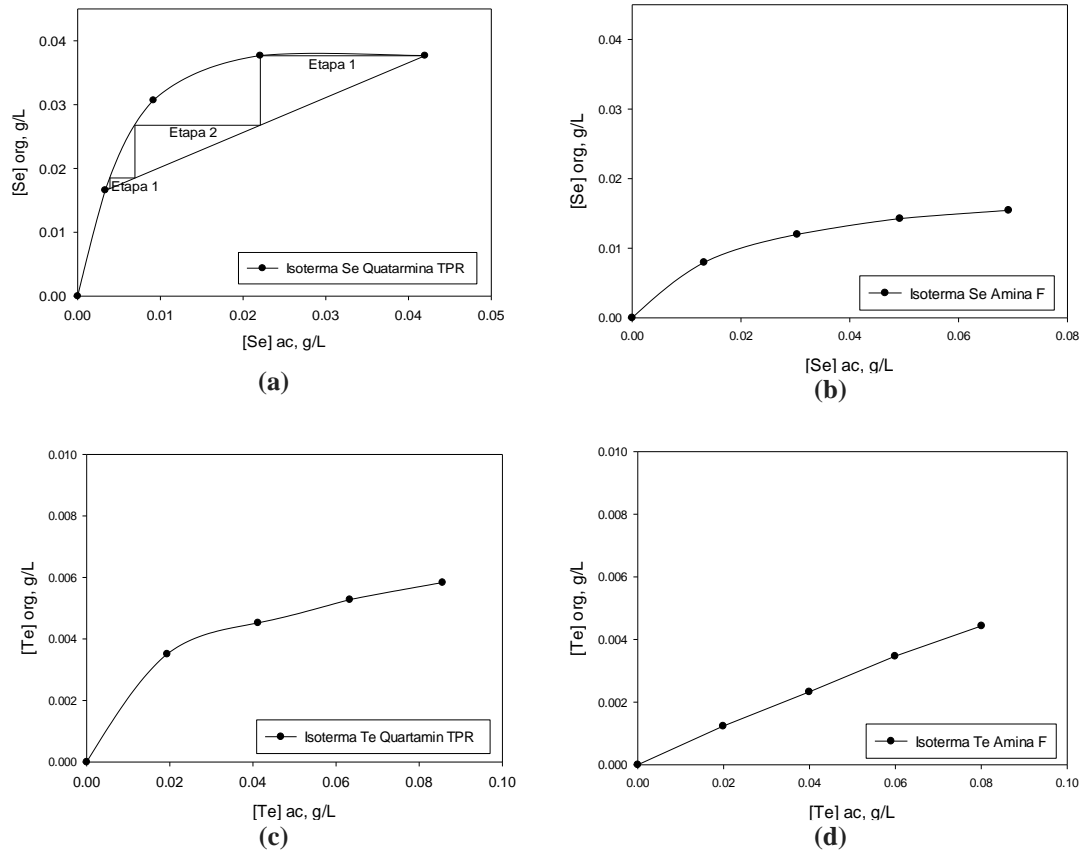 0.04
0.03
0.02
0.01
0.00
[Se] org, g/L
Etapa 1
Etapa 2
Etapa 1
Isoterma Se Quatarmina TPR
0.00 0.01 0.02 0.03 0.04 0.05
[Se] ac, g/L
(a)
0.04
0.03
0.02
0.01
0.00
[Se] org, g/L
Isoterma Se Amina F
0.00 0.02 0.04 0.06 0.08
[Se] ac, g/L
(b)
0.010
0.008
0.006
0.004
0.002
0.000
[Te] org, g/L
Isoterma Te Quartamin TPR
0.00 0.02 0.04 0.06 0.08 0.10
[Te] ac, g/L
(c)
0.010
0.008
0.006
0.004
0.002
0.000
[Te] org, g/L
Isoterma Te Amina F
0.00 0.02 0.04 0.06 0.08 0.10
[Te] ac, g/L
(d)